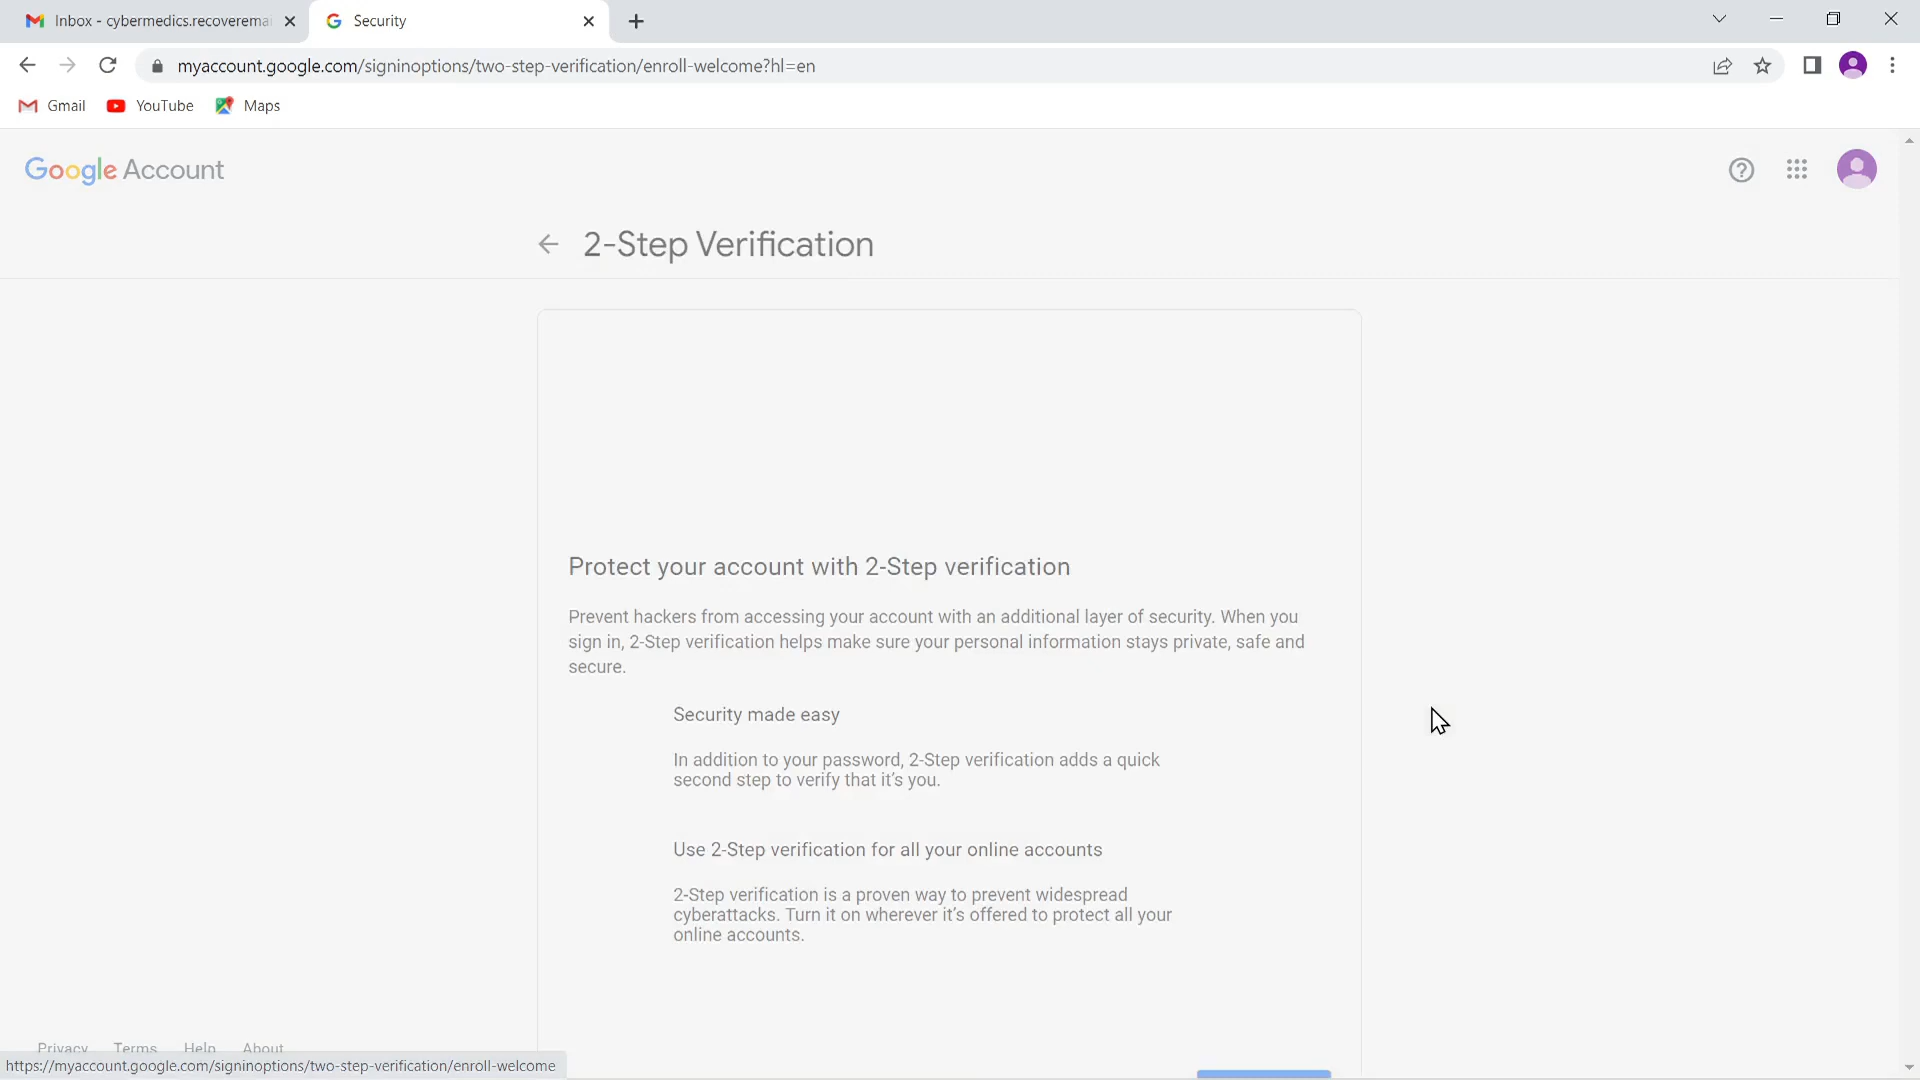 Inbox - cybermedics.recoverema
Security
myaccount.google.com/signinoptions/two-step-verification/enroll-welcome?hl=en
Gmail
YouTube
Maps
Google Account
2-Step Verification
Protect your account with 2-Step verification
Prevent hackers from accessing your account with an additional layer of security. When you
sign in, 2-Step verification helps make sure your personal information stays private, safe and
secure.
Security made easy
In addition to your password, 2-Step verification adds a quick
second step to verify that it's you.
Use 2-Step verification for all your online accounts
2-Step verification is a proven way to prevent widespread
cyberattacks. Turn it on wherever it's offered to protect all your
online accounts.
Privacy Terms Help About
https://myaccount.google.com/signinoptions/two-step-verification/enroll-welcome